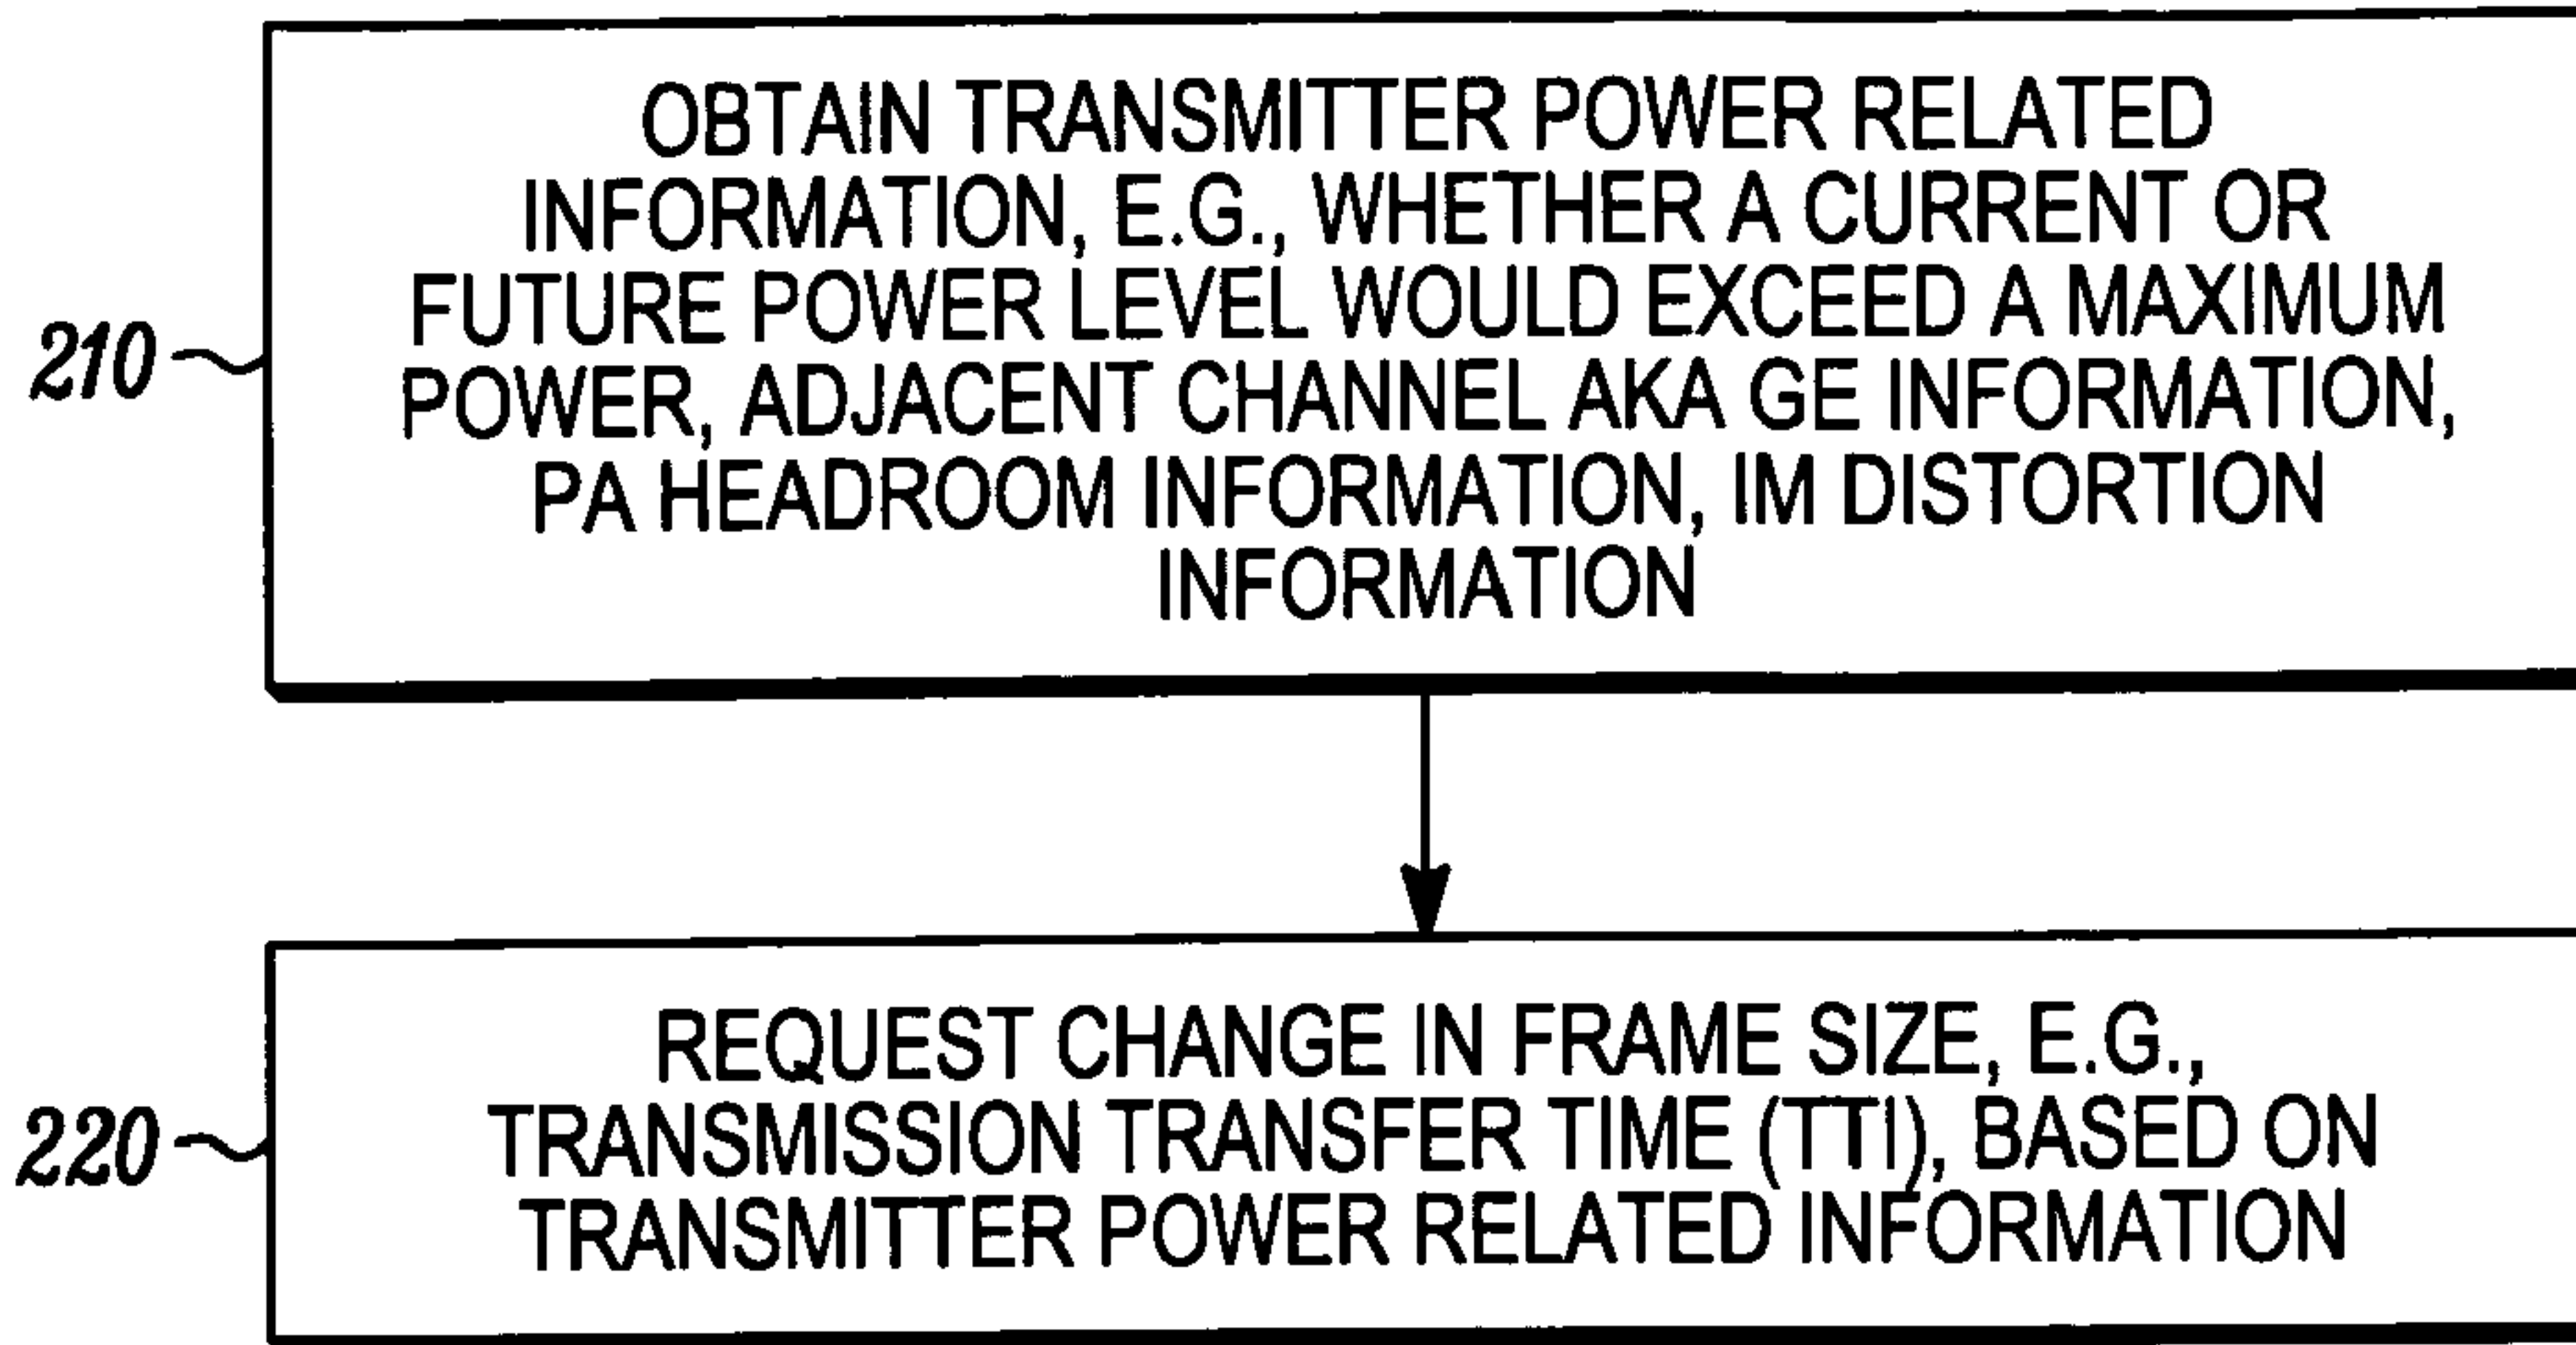 OBTAIN TRANSMITTER POWER RELATED
INFORMATION, E.G., WHETHER A CURRENT OR
FUTURE POWER LEVEL WOULD EXCEED A MAXIMUM
210
POWER, ADJACENT CHANNEL AKA GE INFORMATION,
PA HEADROOM INFORMATION, IM DISTORTION
INFORMATION
REQUEST CHANGE IN FRAME SIZE, E.G.,
220
TRANSMISSION TRANSFER TIME (TTI), BASED ON
TRANSMITTER POWER RELATED INFORMATION